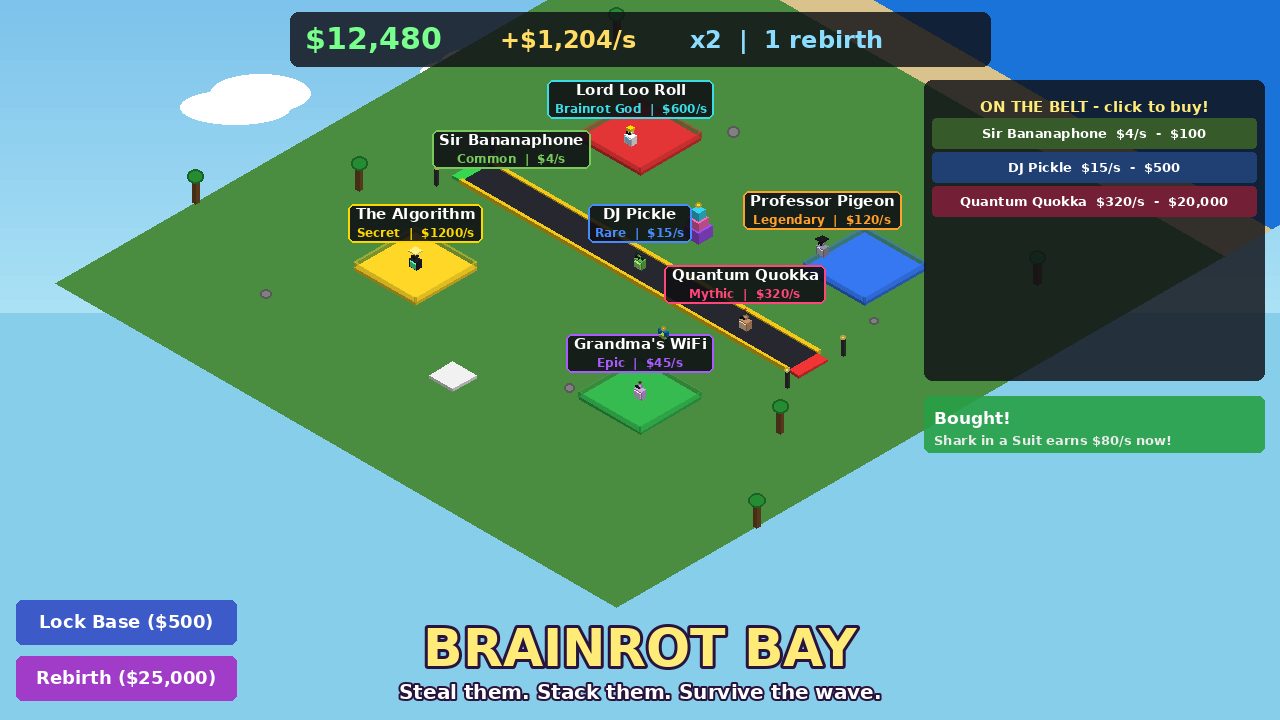 $12,480 +$1,204/s x2 | 1 rebirth
Lord Loo Roll
Brainrot God | $600/s
Sir Bananaphone
Common | $4/s
The Algorithm
Secret | $1200/s
DJ Pickle
Rare | $15/s
Professor Pigeon
Legendary | $120/s
Quantum Quokka
Mythic | $320/s
Grandma's WiFi
Epic | $45/s
ON THE BELT - click to buy!
Sir Bananaphone $4/s - $100
DJ Pickle $15/s - $500
Quantum Quokka $320/s - $20,000
Bought!
Shark in a Suit earns $80/s now!
Lock Base ($500)
Rebirth ($25,000)
BRAINROT BAY
Steal them. Stack them. Survive the wave.